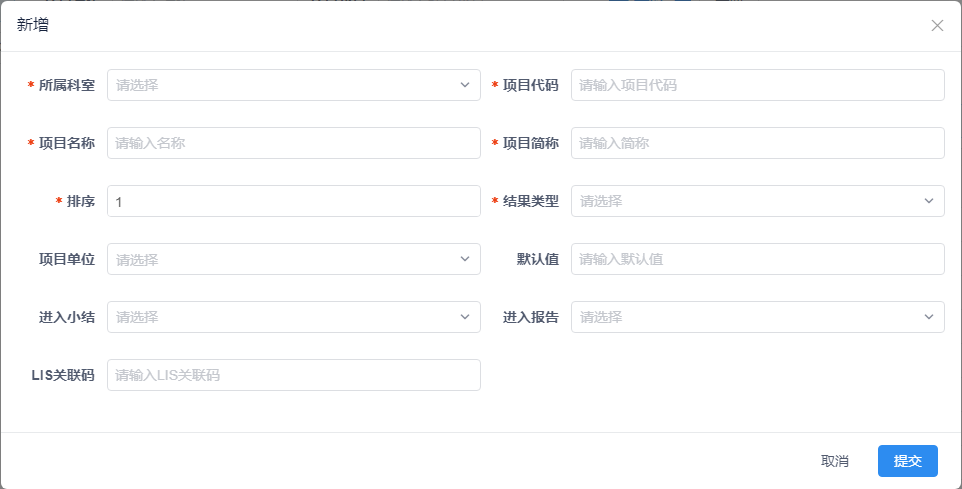 新增
* 所属科室 请选择 * 项目代码 请输入项目代码
* 项目名称 请输入名称 * 项目简称 请输入简称
* 排序 1 * 结果类型 请选择
项目单位 请选择 默认值 请输入默认值
进入小结 请选择 进入报告 请选择
LIS关联码 请输入LIS关联码
取消 提交